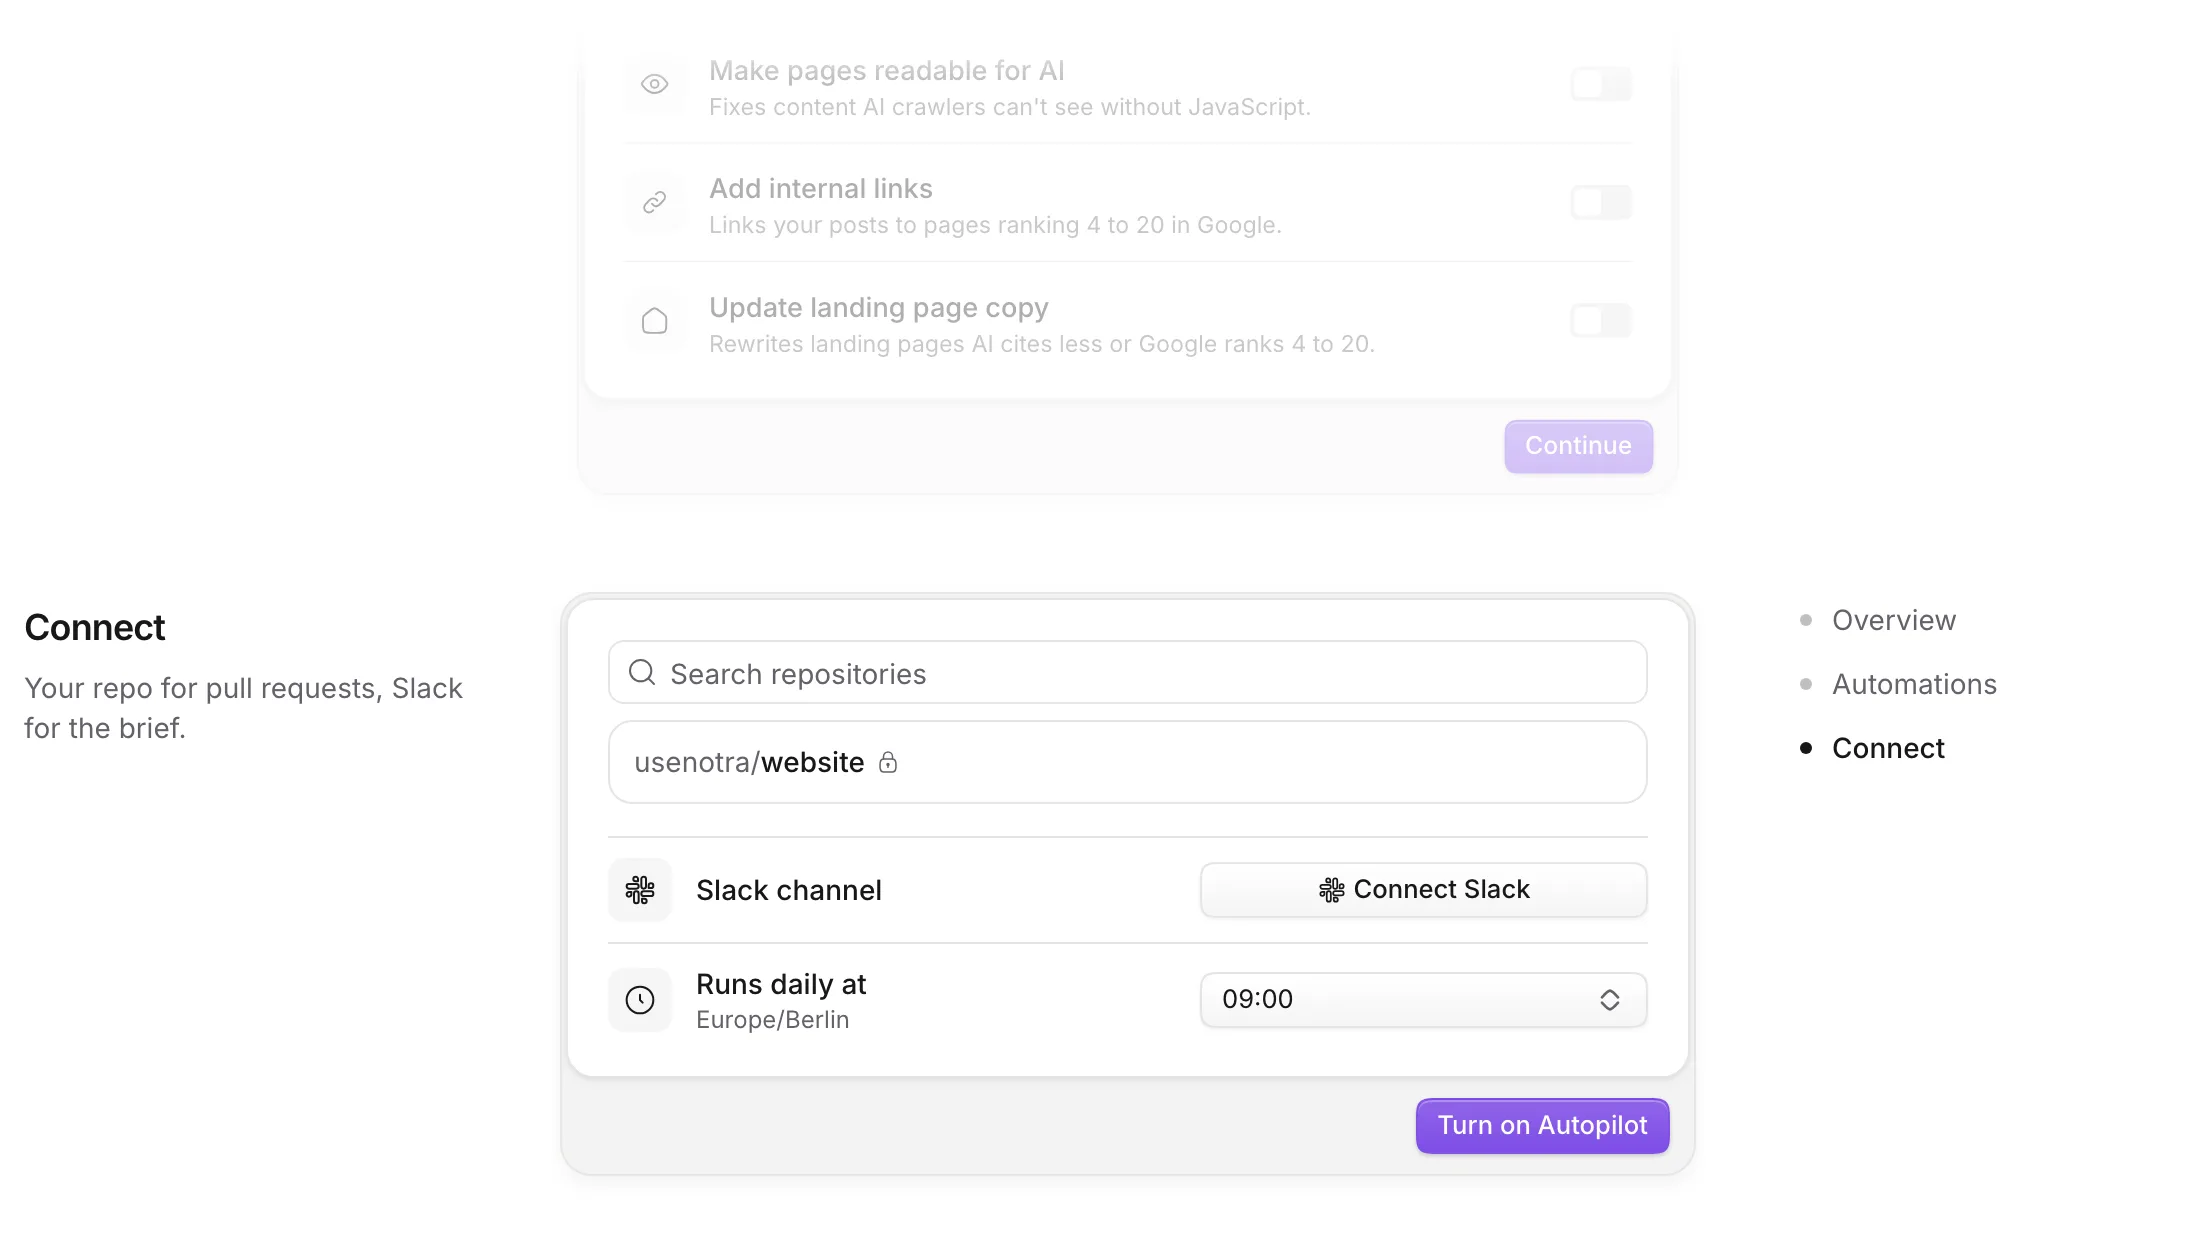 Make pages readable for AI
Fixes content AI crawlers can't see without JavaScript.
Add internal links
Links your posts to pages ranking 4 to 20 in Google.
Update landing page copy
Rewrites landing pages AI cites less or Google ranks 4 to 20.
Continue
Connect
Your repo for pull requests, Slack
for the brief.
Search repositories
usenotra/website
Slack channel
Connect Slack
Runs daily at
Europe/Berlin
09:00
Turn on Autopilot
Overview
Automations
Connect